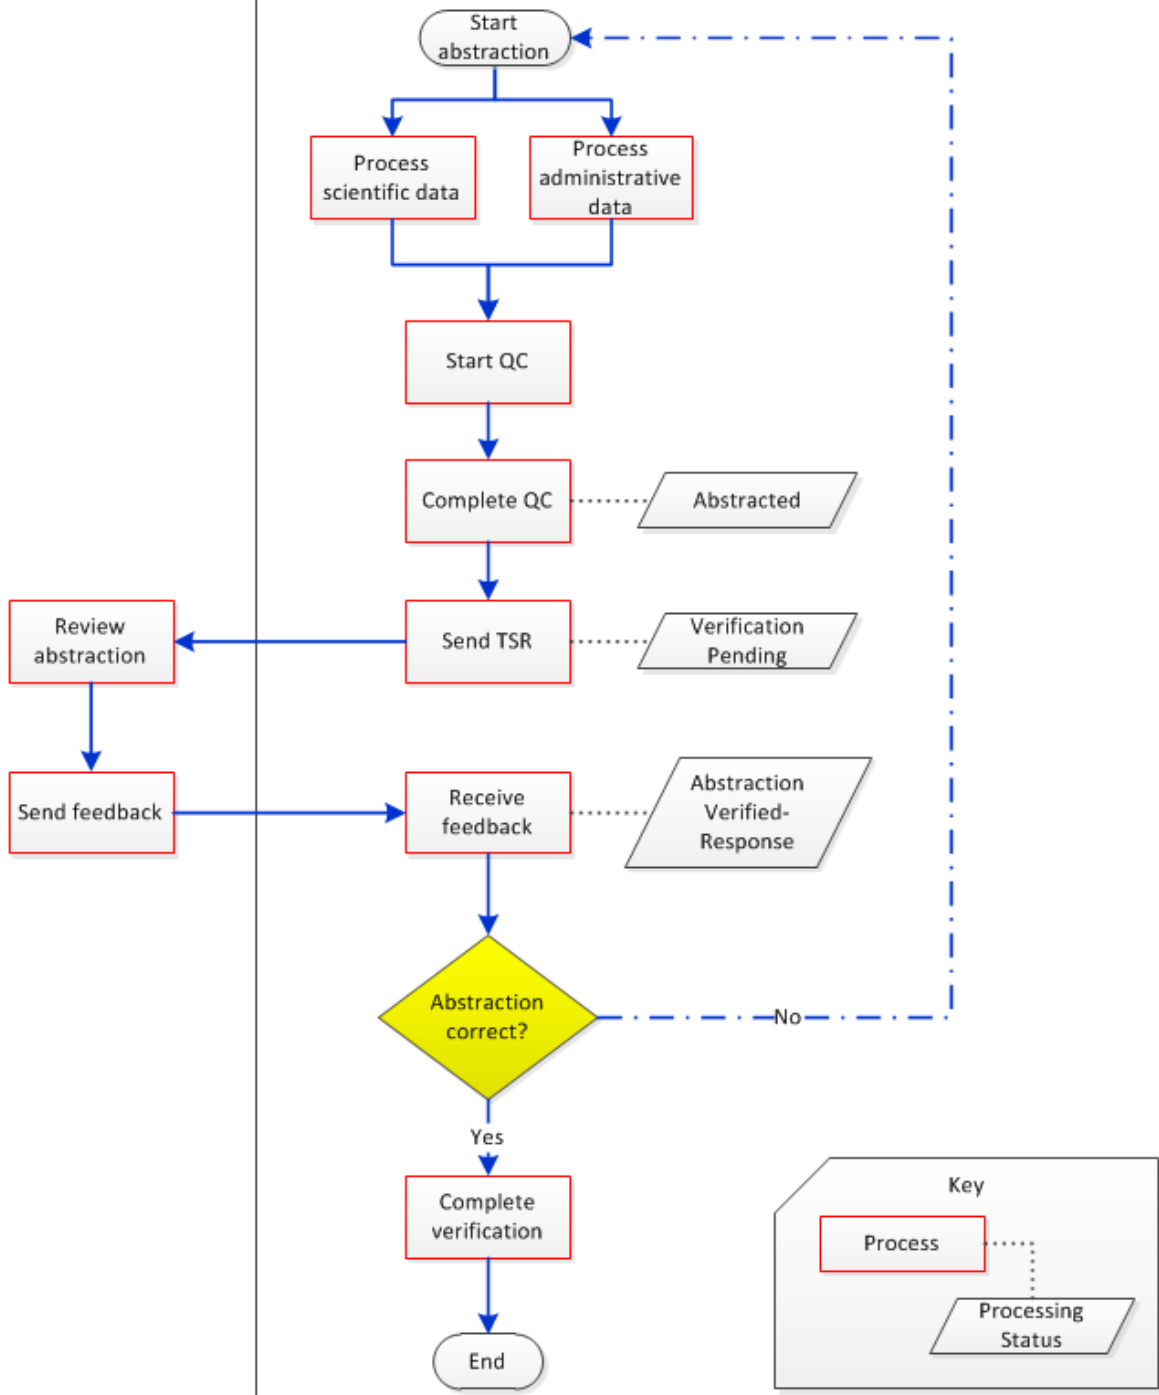 Start
abstraction
Process
scientific data
Process
administrative
data
Start QC
Complete QC
Abstracted
Review
abstraction
Send TSR
Verification
Pending
Send feedback
Receive
feedback
Abstraction
Verified-
Response
Abstraction
correct?
No
Yes
Complete
verification
End
Key
Process
Processing
Status